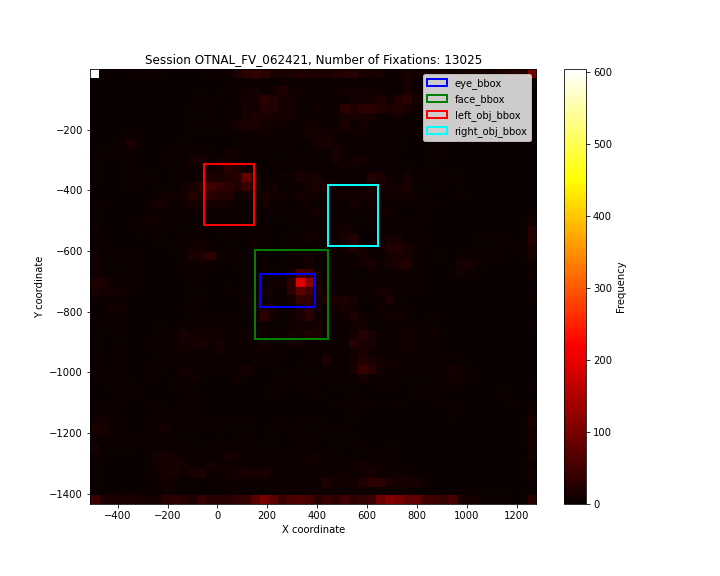 Session OTNAL_FV_062421, Number of Fixations: 13025
eye_bbox
face_bbox
left_obj_bbox
right_obj_bbox
−200
−400
−600
−800
−1000
−1200
−1400
Y coordinate
−400
−200
0
200
400
600
800
1000
1200
X coordinate
600
500
400
300
200
100
0
Frequency